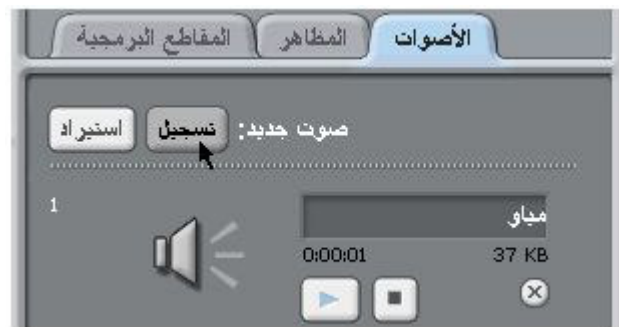 الأصوات المظاهر المقاطع البرمجية
صوت جديد: تسجيل استيراد
1
مياو
0:00:01 37 KB